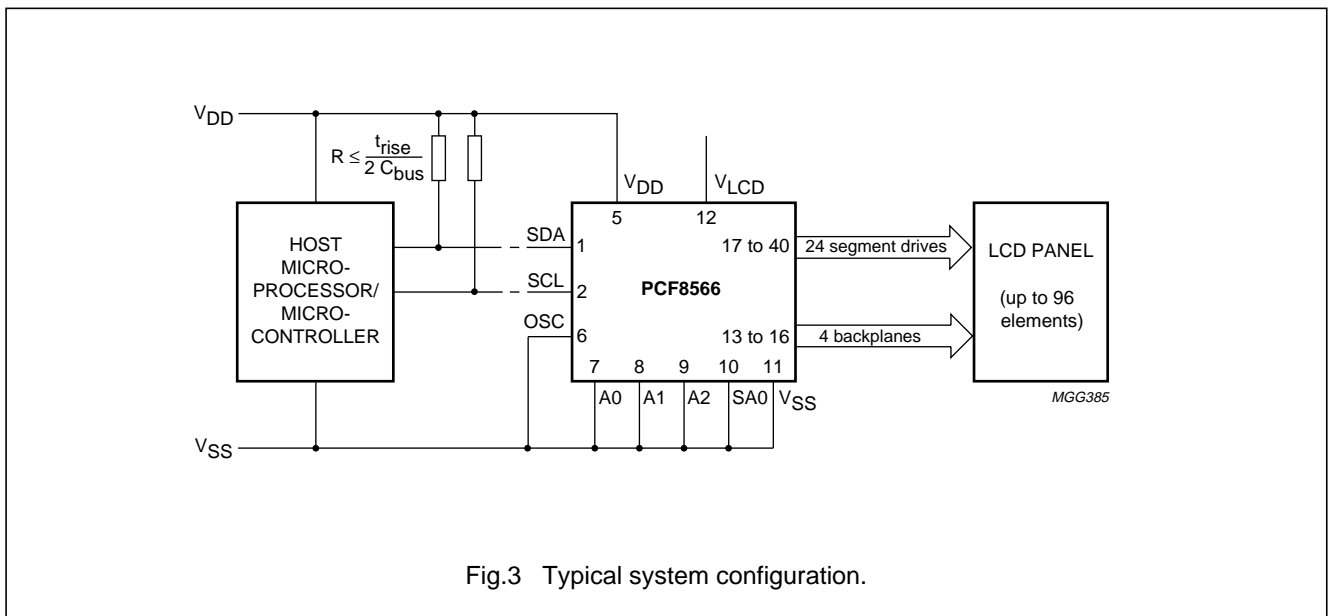 VDD
R ≤ trise
2 Cbus
VDD
VLCD
5
12
HOST
MICRO-
PROCESSOR/
MICRO-
CONTROLLER
SDA
1
17 to 40
24 segment drives
LCD PANEL
(up to 96
elements)
SCL
2
PCF8566
OSC
6
13 to 16
4 backplanes
7
8
9
10
11
A0
A1
A2
SA0
VSS
MGG385
VSS
Fig.3 Typical system configuration.